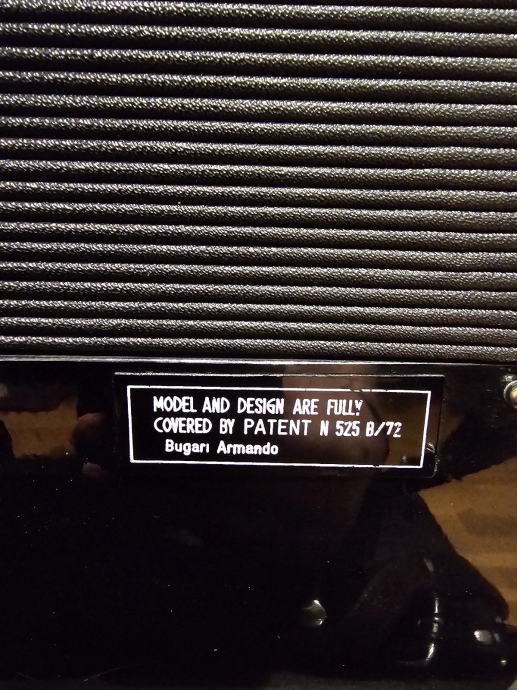 MODEL AND DESIGN ARE FULLY
COVERED BY PATENT N 525 B/72
Bugari Armando